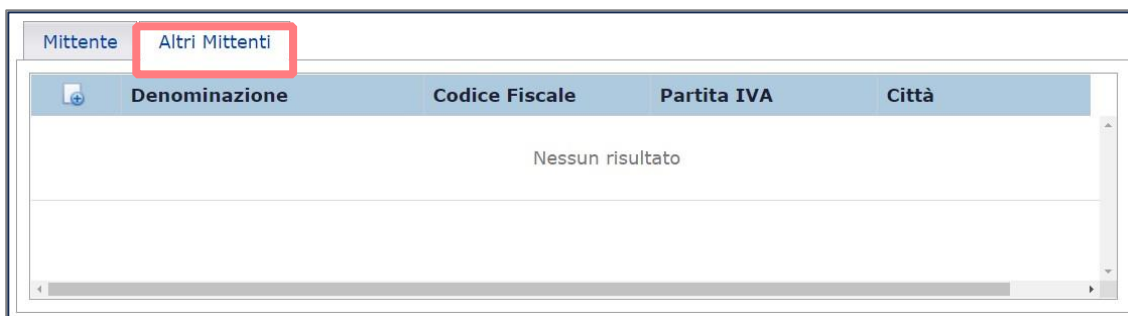 Mittente Altri Mittenti
Denominazione Codice Fiscale Partita IVA Città
Nessun risultato